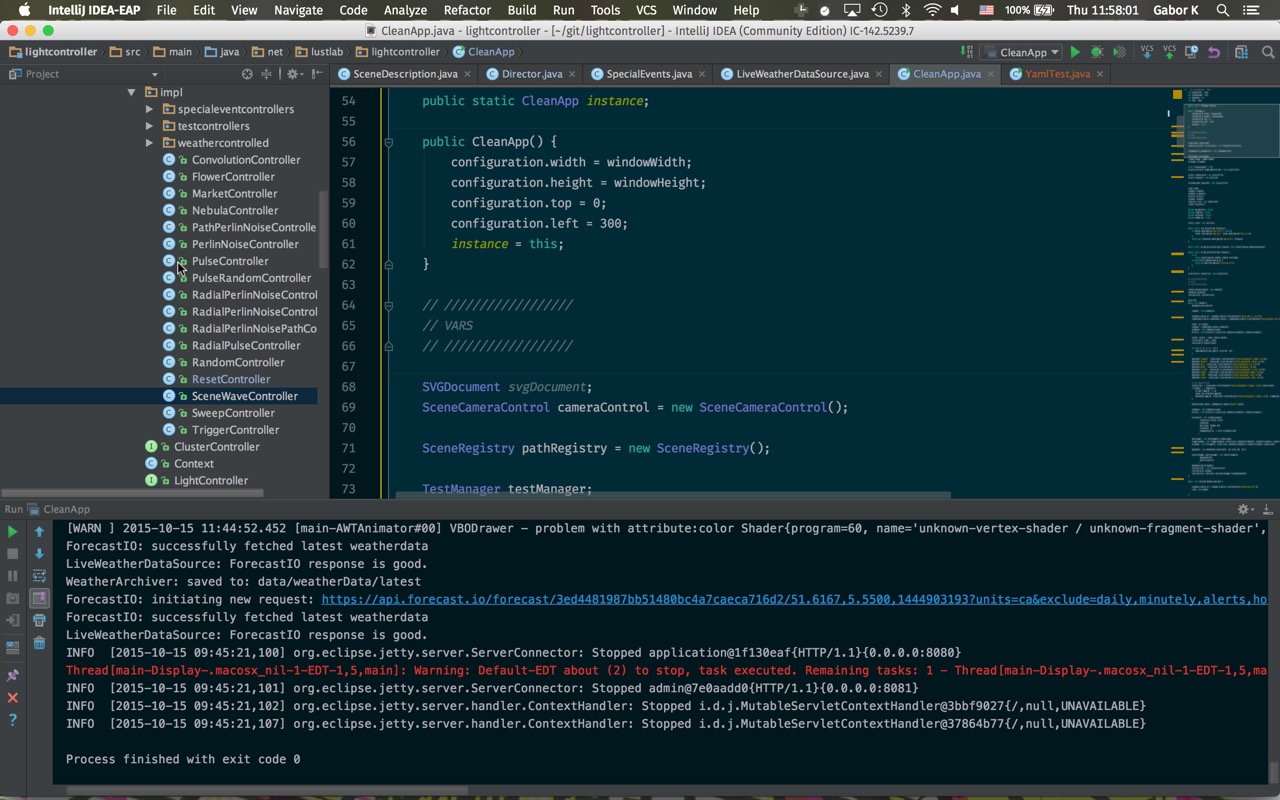 IntelliJ IDEA-EAP File Edit View Navigate Code Analyze Refactor Build Run Tools VCS Window Help 100% Thu 11:58:01 Gabor K
CleanApp.java - lightcontroller - [~/git/lightcontroller] - IntelliJ IDEA (Community Edition) IC-142.5239.7
lightcontroller src main java net lustlab lightcontroller CleanApp CleanApp VCS VCS
Project SceneDescription.java Director.java SpecialEvents.java LiveWeatherDataSource.java CleanApp.java YamlTest.java
impl
specialeventcontrollers
testcontrollers
weathercontrolled
ConvolutionController
FlowerController
MarketController
NebulaController
PathPerlinNoiseControlle
PerlinNoiseController
PulseController
PulseRandomController
RadialPerlinNoiseControl
RadialPerlinNoiseControl
RadialPerlinNoisePathCo
RadialPulseController
RandomController
ResetController
SceneWaveController
SweepController
TriggerController
ClusterController
Context
LightController
54 public static CleanApp instance;
55
56 public CleanApp() {
57 configuration.width = windowWidth;
58 configuration.height = windowHeight;
59 configuration.top = 0;
60 configuration.left = 300;
61 instance = this;
62 }
63
64 // //////////////////
65 // VARS
66 // //////////////////
67
68 SVGDocument svgDocument;
69 SceneCameraControl cameraControl = new SceneCameraControl();
70
71 SceneRegistry pathRegistry = new SceneRegistry();
72
73 TestManager testManager;
Run CleanApp
[WARN ] 2015-10-15 11:44:52.452 [main-AWTAnimator#00] VBODrawer - problem with attribute:color Shader{program=60, name='unknown-vertex-shader / unknown-fragment-shader',
ForecastIO: successfully fetched latest weatherdata
LiveWeatherDataSource: ForecastIO response is good.
WeatherArchiver: saved to: data/weatherData/latest
ForecastIO: initiating new request: https://api.forecast.io/forecast/3ed4481987bb51480bc4a7caeca716d2/51.6167,5.5500,1444903193?units=ca&exclude=daily,minutely,alerts,ho
ForecastIO: successfully fetched latest weatherdata
LiveWeatherDataSource: ForecastIO response is good.
INFO  [2015-10-15 09:45:21,100] org.eclipse.jetty.server.ServerConnector: Stopped application@1f130eaf{HTTP/1.1}{0.0.0.0:8080}
Thread[main-Display-.macosx_nil-1-EDT-1,5,main]: Warning: Default-EDT about (2) to stop, task executed. Remaining tasks: 1 - Thread[main-Display-.macosx_nil-1-EDT-1,5,ma
INFO  [2015-10-15 09:45:21,101] org.eclipse.jetty.server.ServerConnector: Stopped admin@7e0aadd0{HTTP/1.1}{0.0.0.0:8081}
INFO  [2015-10-15 09:45:21,102] org.eclipse.jetty.server.handler.ContextHandler: Stopped i.d.j.MutableServletContextHandler@3bbf9027{/,null,UNAVAILABLE}
INFO  [2015-10-15 09:45:21,107] org.eclipse.jetty.server.handler.ContextHandler: Stopped i.d.j.MutableServletContextHandler@37864b77{/,null,UNAVAILABLE}
Process finished with exit code 0